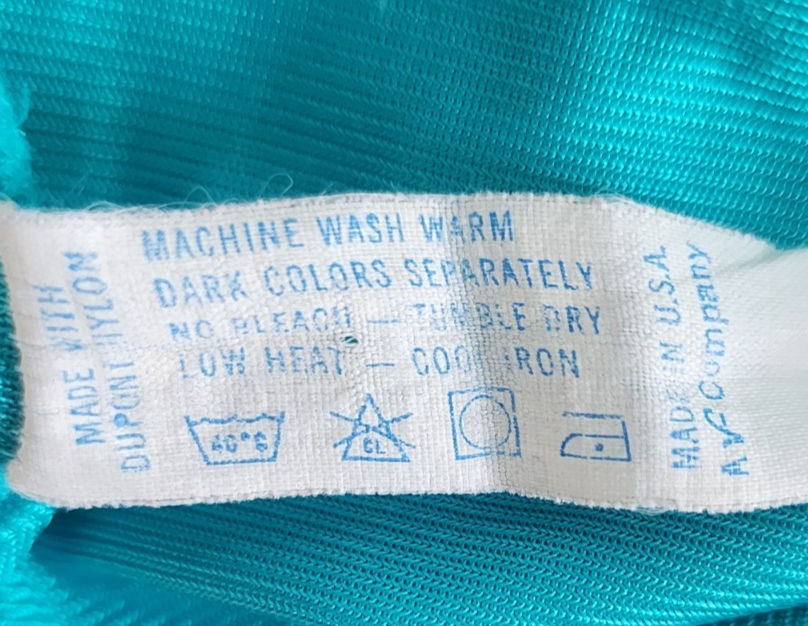 MADE WITH
DUPONT NYLON
MACHINE WASH WARM
DARK COLORS SEPARATELY
NO BLEACH — TUMBLE DRY
LOW HEAT — COOL IRON
40°C
CL
MADE IN U.S.A.
A VF Company